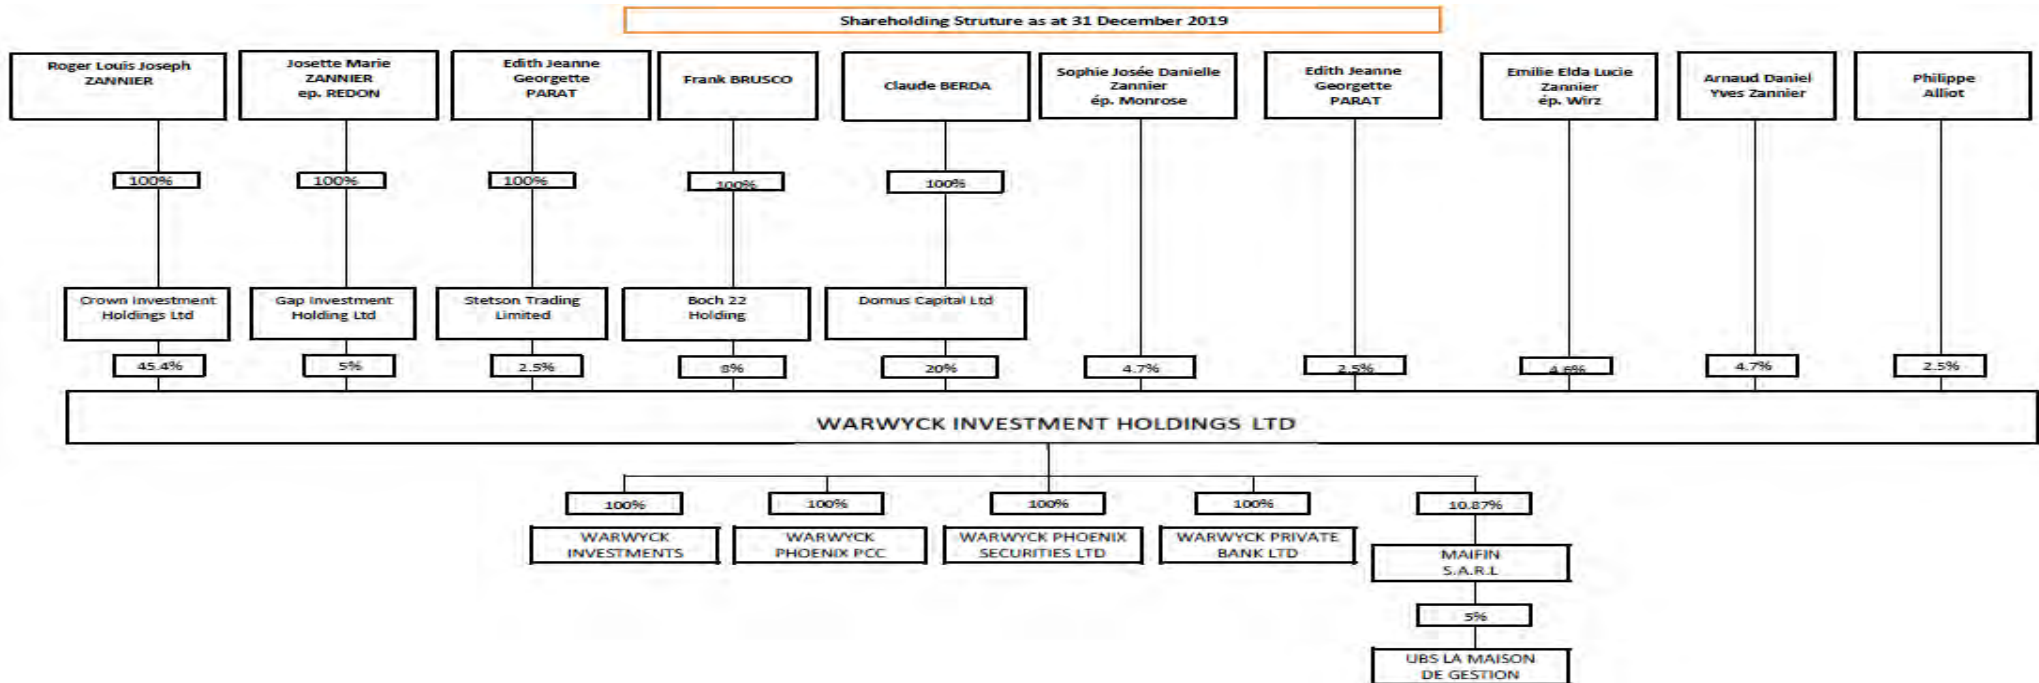 Shareholding Struture as at 31 December 2019
Roger Louis Joseph
ZANNIER
Josette Marie
ZANNIER
ep. REDON
Edith Jeanne
Georgette
PARAT
Frank BRUSCO
Claude BERDA
Sophie Josée Danielle
Zannier
ép. Monrose
Edith Jeanne
Georgette
PARAT
Emilie Elda Lucie
Zannier
ép. Wirz
Arnaud Daniel
Yves Zannier
Philippe
Alliot
100%
100%
100%
100%
100%
Crown Investment
Holdings Ltd
Gap Investment
Holding Ltd
Stetson Trading
Limited
Boch 22
Holding
Domus Capital Ltd
45.4%
5%
2.5%
8%
20%
4.7%
2.5%
4.6%
4.7%
2.5%
WARWYCK INVESTMENT HOLDINGS LTD
100%
100%
100%
100%
10.87%
WARWYCK
INVESTMENTS
WARWYCK
PHOENIX PCC
WARWYCK PHOENIX
SECURITIES LTD
WARWYCK PRIVATE
BANK LTD
MAIFIN
S.A.R.L
5%
UBS LA MAISON
DE GESTION